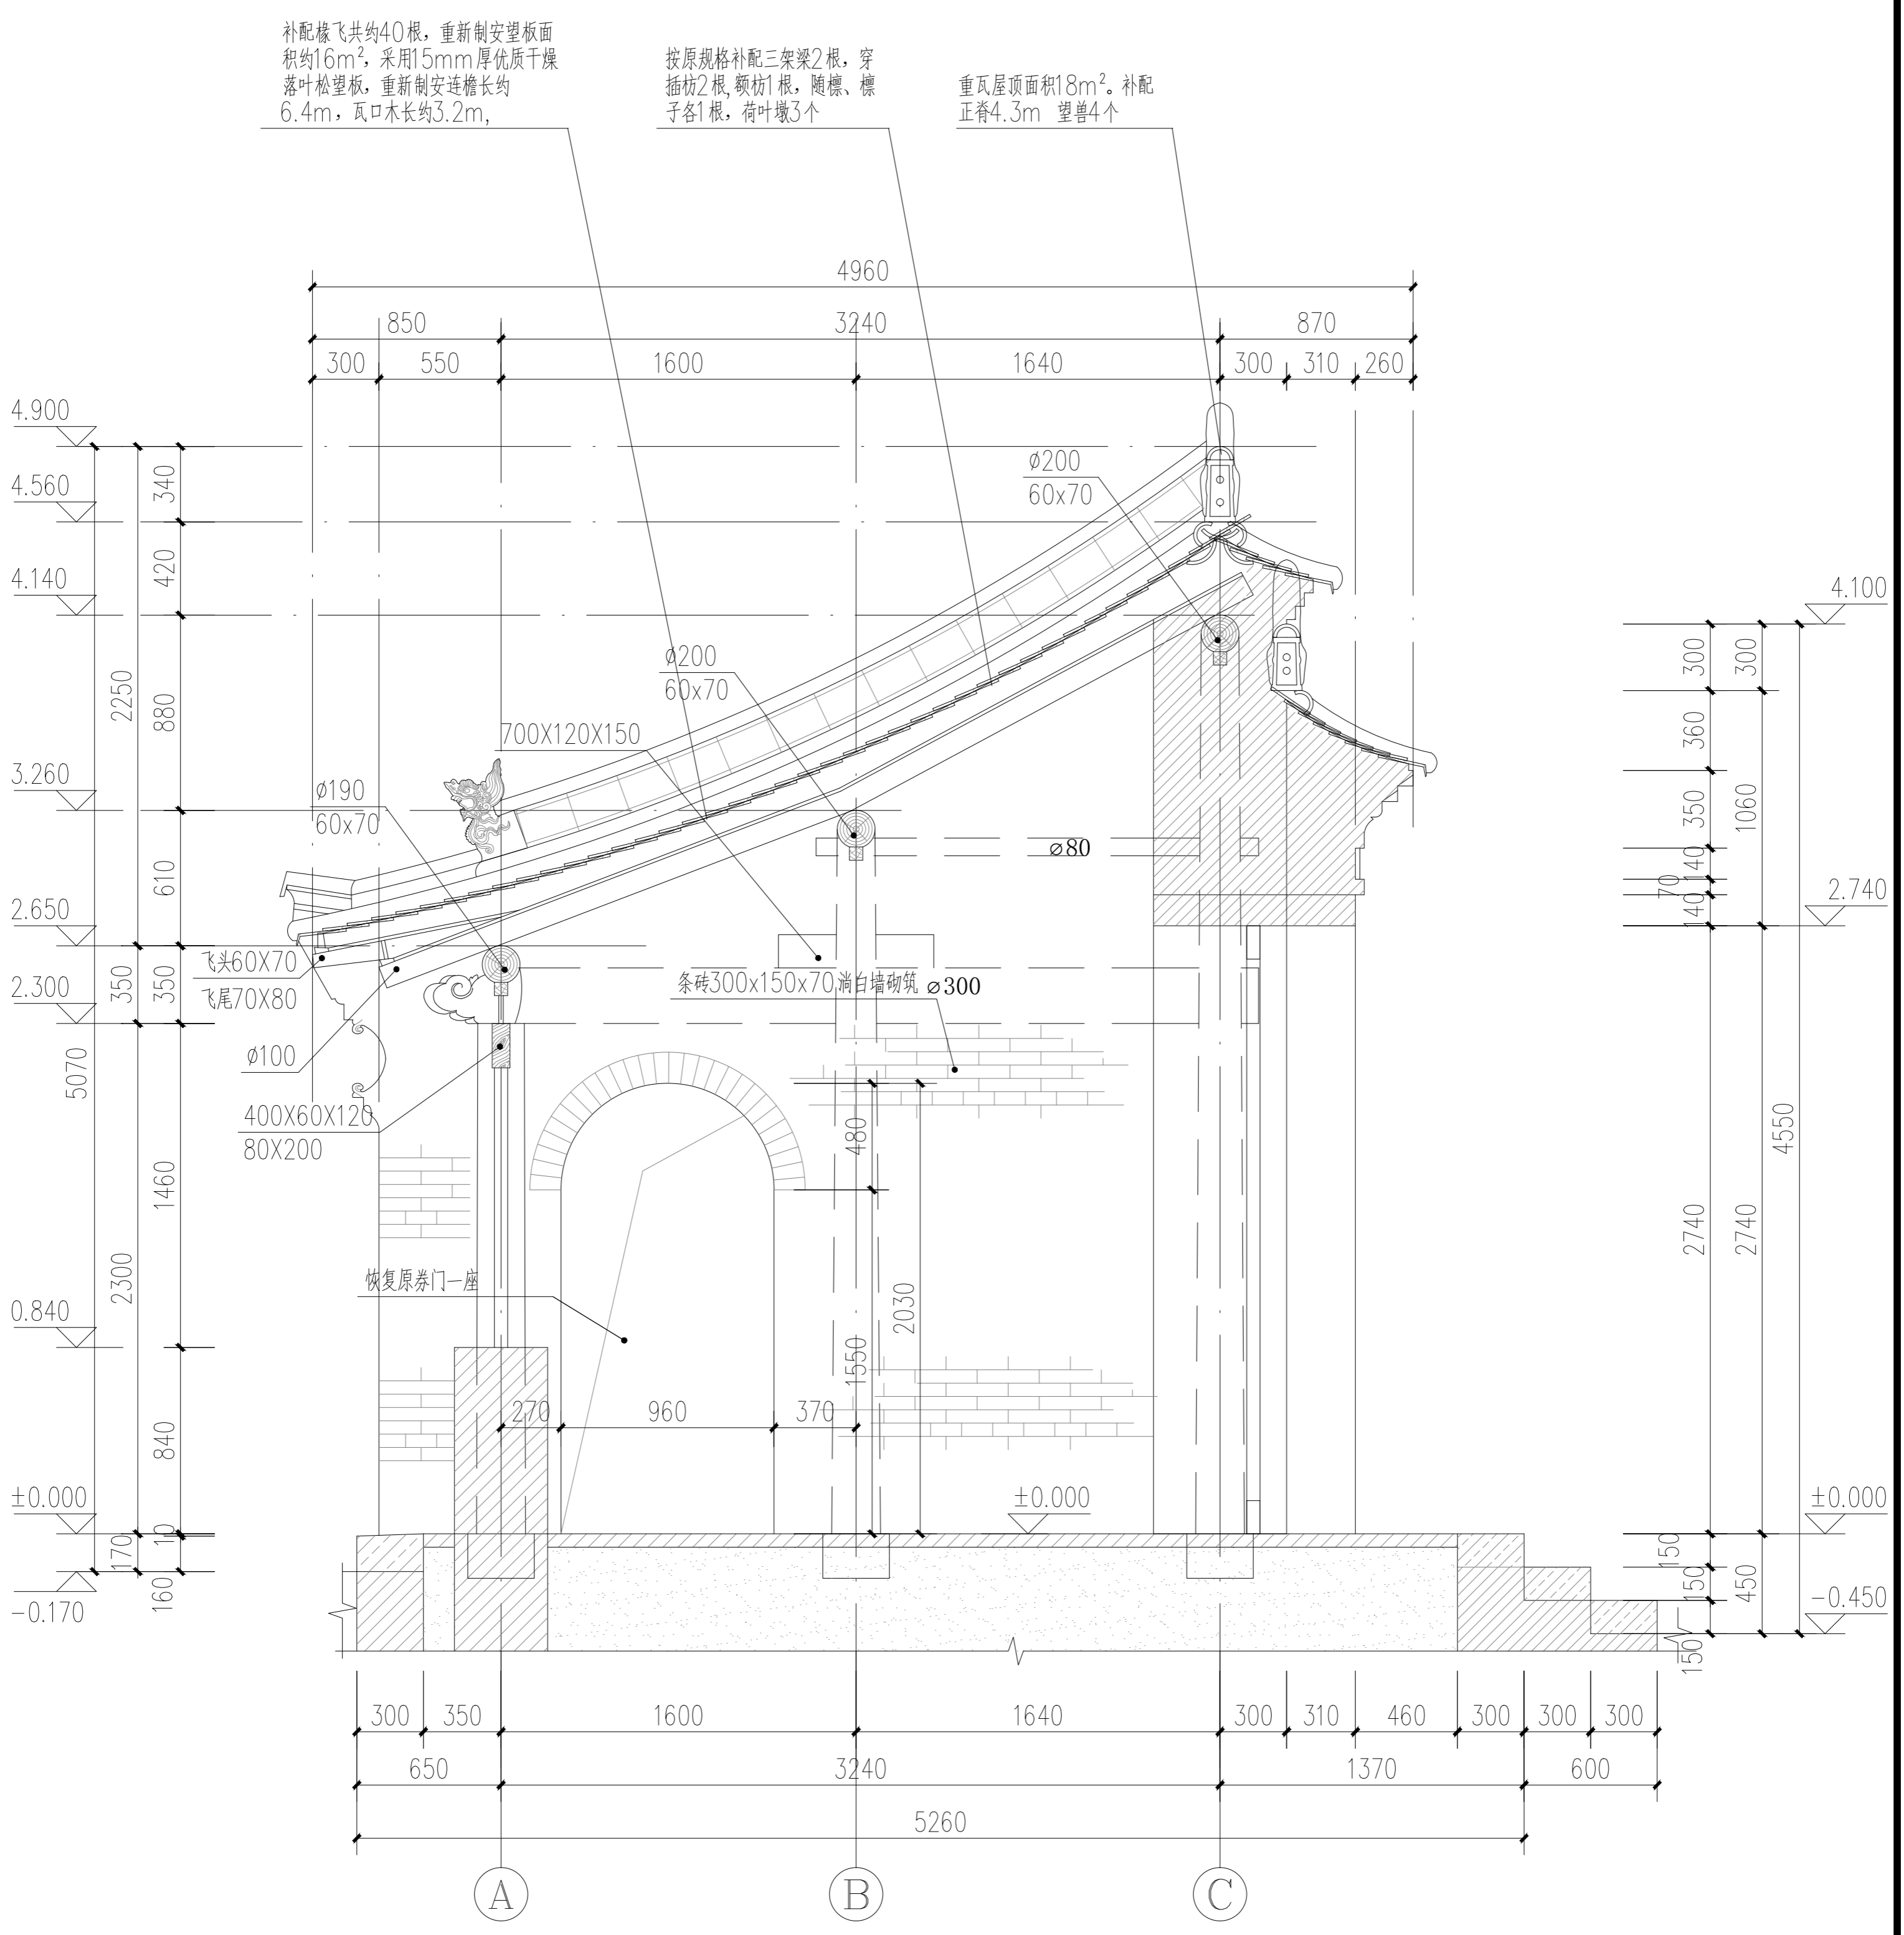 补配椽飞共约40根，重新制安望板面
积约16m²，采用15mm厚优质干燥
落叶松望板，重新制安连檐长约
6.4m，瓦口木长约3.2m，
按原规格补配三架梁2根，穿
插枋2根,额枋1根，随檩、檩
子各1根，荷叶墩3个
重瓦屋顶面积18m²。补配
正脊4.3m 望兽4个
4960
850 3240 870
300 550 1600 1640 300 310 260
4.900
4.560
4.140
3.260
2.650
2.300
0.840
±0.000
-0.170
5070
2250
350
2300
170
340
420
880
610
350
1460
840
10
160
ø200
60x70
ø200
60x70
700X120X150
ø190
60x70
ø80
飞头60X70
飞尾70X80
条砖300x150x70淌白墙砌筑
ø300
ø100
400X60X120
80X200
恢复原券门一座
480
1550
2030
270 960 370
±0.000
4.100
2.740
±0.000
-0.450
300
360
350
140
70
140
2740
150
150
150
300
1060
2740
450
4550
300 350 1600 1640 300 310 460 300 300 300
650 3240 1370 600
5260
A B C